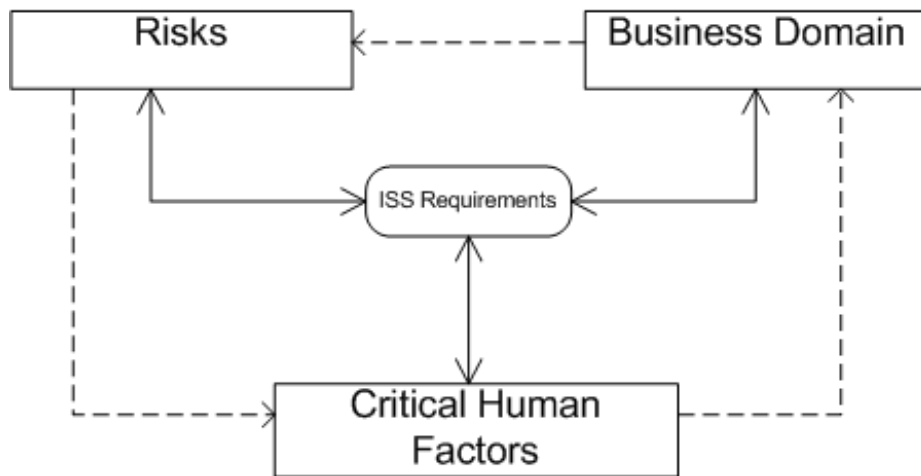 Risks
Business Domain
ISS Requirements
Critical Human
Factors